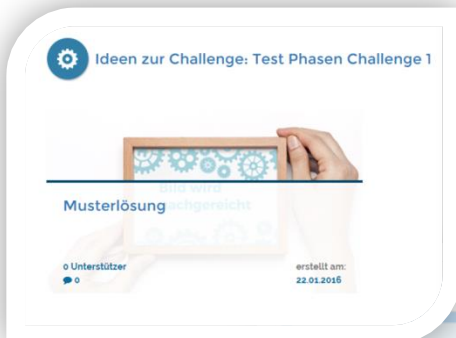 Ideen zur Challenge: Test Phasen Challenge 1
Bild wird
nachgereicht
Musterlösung
0 Unterstützer
erstellt am:
0
22.01.2016